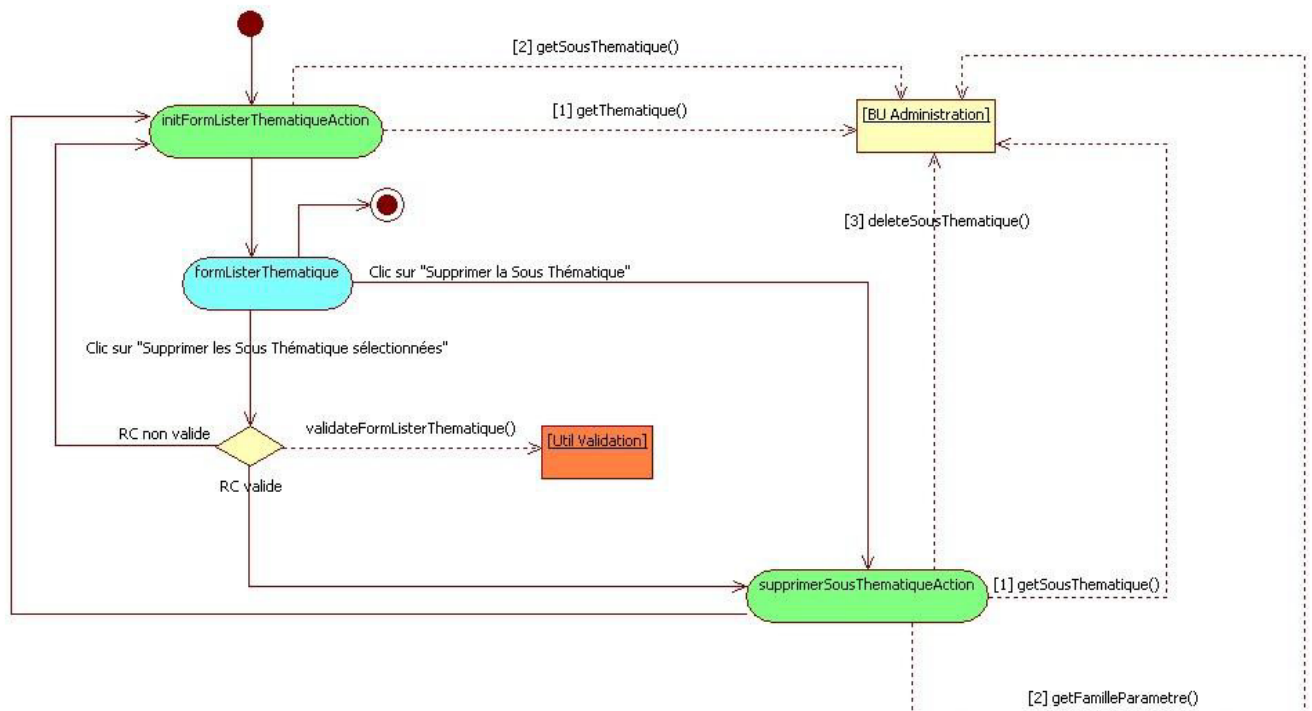 [2] getSousThematique()
initFormListerThematiqueAction
[1] getThematique()
[BU Administration]
[3] deleteSousThematique()
formListerThematique
Clic sur "Supprimer la Sous Thématique"
Clic sur "Supprimer les Sous Thématique sélectionnées"
RC non valide
validateFormListerThematique()
[Util Validation]
RC valide
supprimerSousThematiqueAction
[1] getSousThematique()
[2] getFamilleParametre()